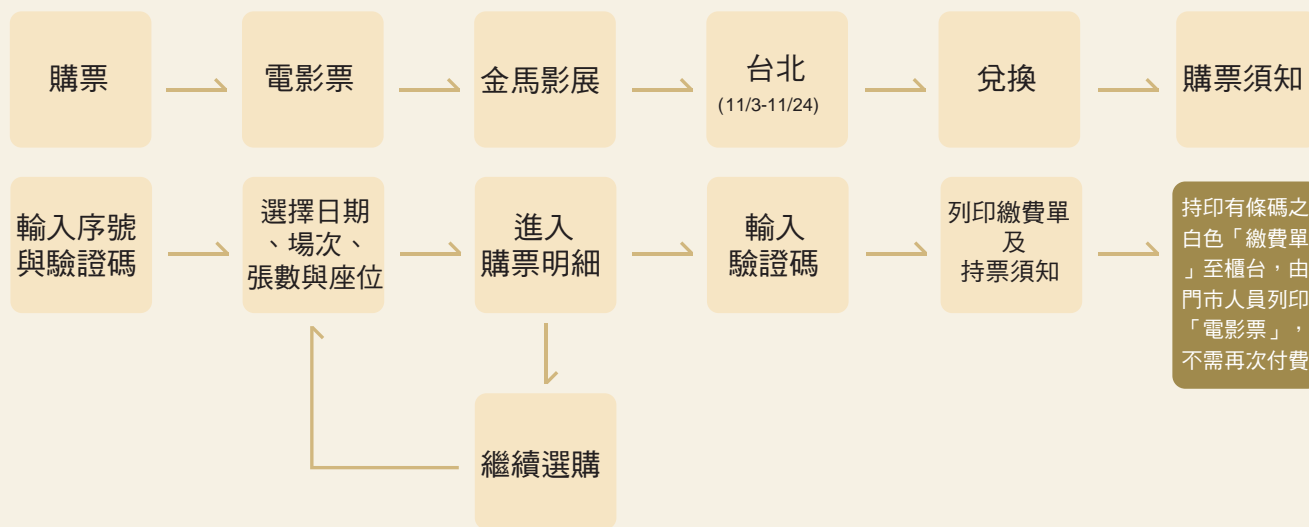 購票
電影票
金馬影展
台北
(11/3-11/24)
兌換
購票須知
輸入序號
與驗證碼
選擇日期
、場次、
張數與座位
進入
購票明細
輸入
驗證碼
列印繳費單
及
持票須知
持印有條碼之
白色「繳費單
」至櫃台，由
門市人員列印
「電影票」，
不需再次付費
繼續選購